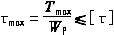 τmax = Tmax/Wp ≤ [ τ ]